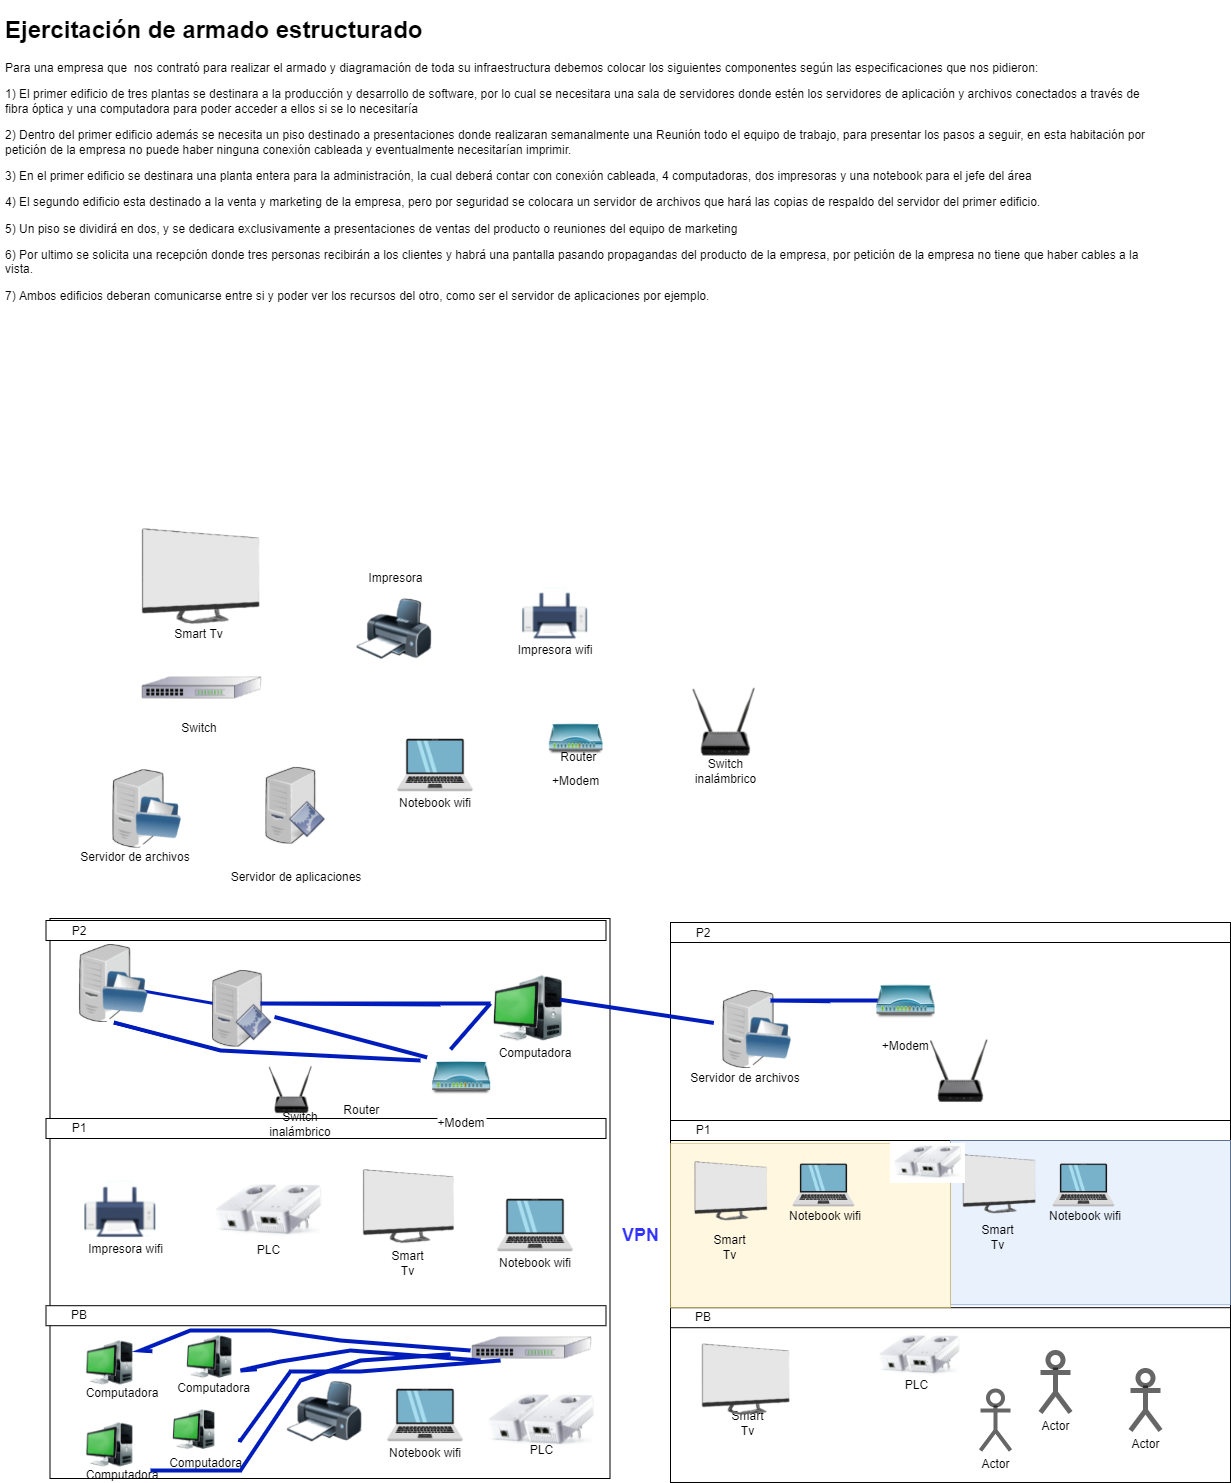 Ejercitación de armado estructurado
Para una empresa que  nos contrató para realizar el armado y diagramación de toda su infraestructura debemos colocar los siguientes componentes según las especificaciones que nos pidieron:
1) El primer edificio de tres plantas se destinara a la producción y desarrollo de software, por lo cual se necesitara una sala de servidores donde estén los servidores de aplicación y archivos conectados a través de
fibra óptica y una computadora para poder acceder a ellos si se lo necesitaría
2) Dentro del primer edificio además se necesita un piso destinado a presentaciones donde realizaran semanalmente una Reunión todo el equipo de trabajo, para presentar los pasos a seguir, en esta habitación por
petición de la empresa no puede haber ninguna conexión cableada y eventualmente necesitarían imprimir.
3) En el primer edificio se destinara una planta entera para la administración, la cual deberá contar con conexión cableada, 4 computadoras, dos impresoras y una notebook para el jefe del área
4) El segundo edificio esta destinado a la venta y marketing de la empresa, pero por seguridad se colocara un servidor de archivos que hará las copias de respaldo del servidor del primer edificio.
5) Un piso se dividirá en dos, y se dedicara exclusivamente a presentaciones de ventas del producto o reuniones del equipo de marketing
6) Por ultimo se solicita una recepción donde tres personas recibirán a los clientes y habrá una pantalla pasando propagandas del producto de la empresa, por petición de la empresa no tiene que haber cables a la
vista.
7) Ambos edificios deberan comunicarse entre si y poder ver los recursos del otro, como ser el servidor de aplicaciones por ejemplo.
Impresora
Smart Tv
Impresora wifi
Switch
Router
+Modem
Switch
inalámbrico
Notebook wifi
Servidor de archivos
Servidor de aplicaciones
P2
Computadora
Switch
inalámbrico
Router
+Modem
P1
Impresora wifi
PLC
Smart
Tv
Notebook wifi
PB
Computadora
Computadora
Computadora
Computadora
Notebook wifi
PLC
VPN
P2
Servidor de archivos
+Modem
P1
Smart
Tv
Notebook wifi
Smart
Tv
Notebook wifi
PB
Smart
Tv
PLC
Actor
Actor
Actor